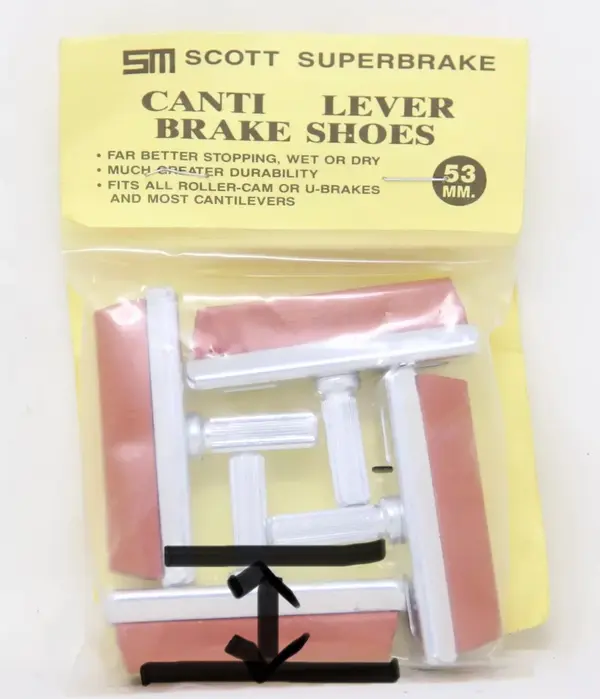 SM SCOTT SUPERBRAKE
CANTI LEVER
BRAKE SHOES
• FAR BETTER STOPPING, WET OR DRY
• MUCH GREATER DURABILITY
• FITS ALL ROLLER-CAM OR U-BRAKES
AND MOST CANTILEVERS
53
MM.